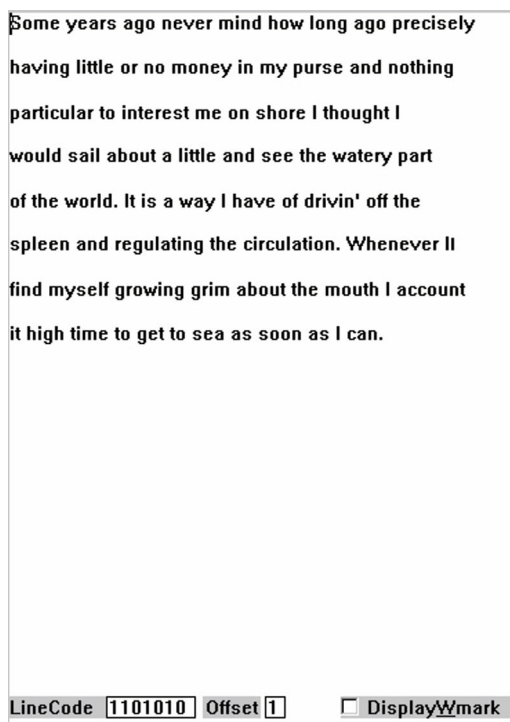 Some years ago never mind how long ago precisely
having little or no money in my purse and nothing
particular to interest me on shore I thought I
would sail about a little and see the watery part
of the world. It is a way I have of drivin' off the
spleen and regulating the circulation. Whenever II
find myself growing grim about the mouth I account
it high time to get to sea as soon as I can.
LineCode 1101010 Offset 1 DisplayWmark